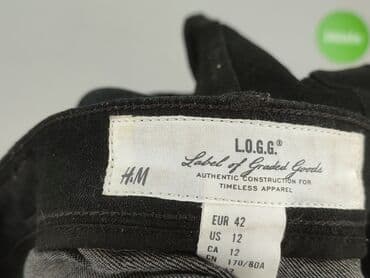 L.O.G.G.®
Label of Graded Goods
H&M
AUTHENTIC CONSTRUCTION FOR
TIMELESS APPAREL
EUR 42
US 12
CA 12
CN 170/80A